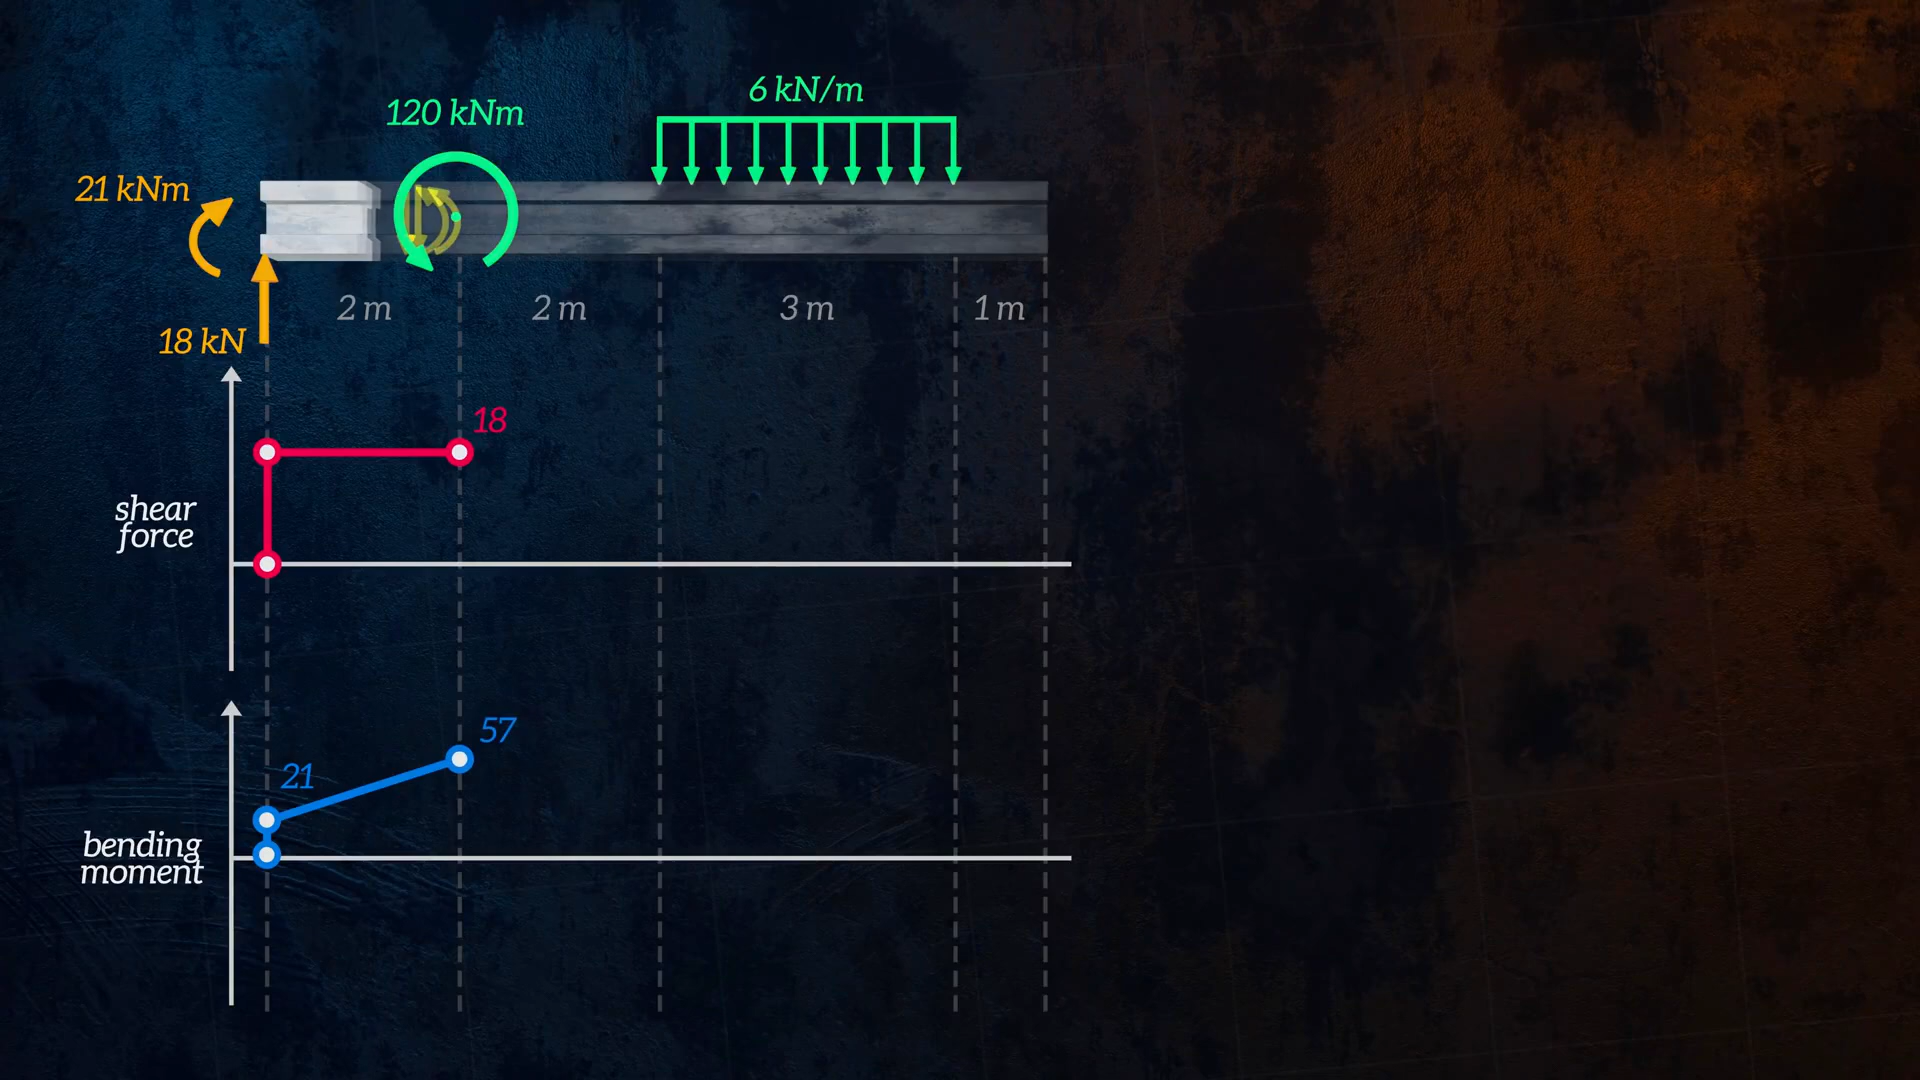 6 kN/m
120 kNm
21 kNm
2 m
2 m
3 m
1 m
18 kN
18
shear
force
57
21
bending
moment